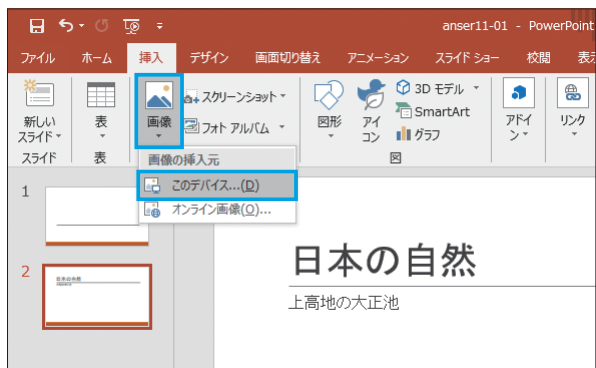 anser11-01 - PowerPoint
ファイル ホーム 挿入 デザイン 画面切り替え アニメーション スライド ショー 校閲 表示
新しい
スライド
スライド
表
表
画像
スクリーンショット
フォト アルバム
図形
アイ
コン
3D モデル
SmartArt
グラフ
図
アドイ
ン
リンク
画像の挿入元
このデバイス...(D)
オンライン画像(O)...
1
2
日本の自然
日本の自然
上高地の大正池